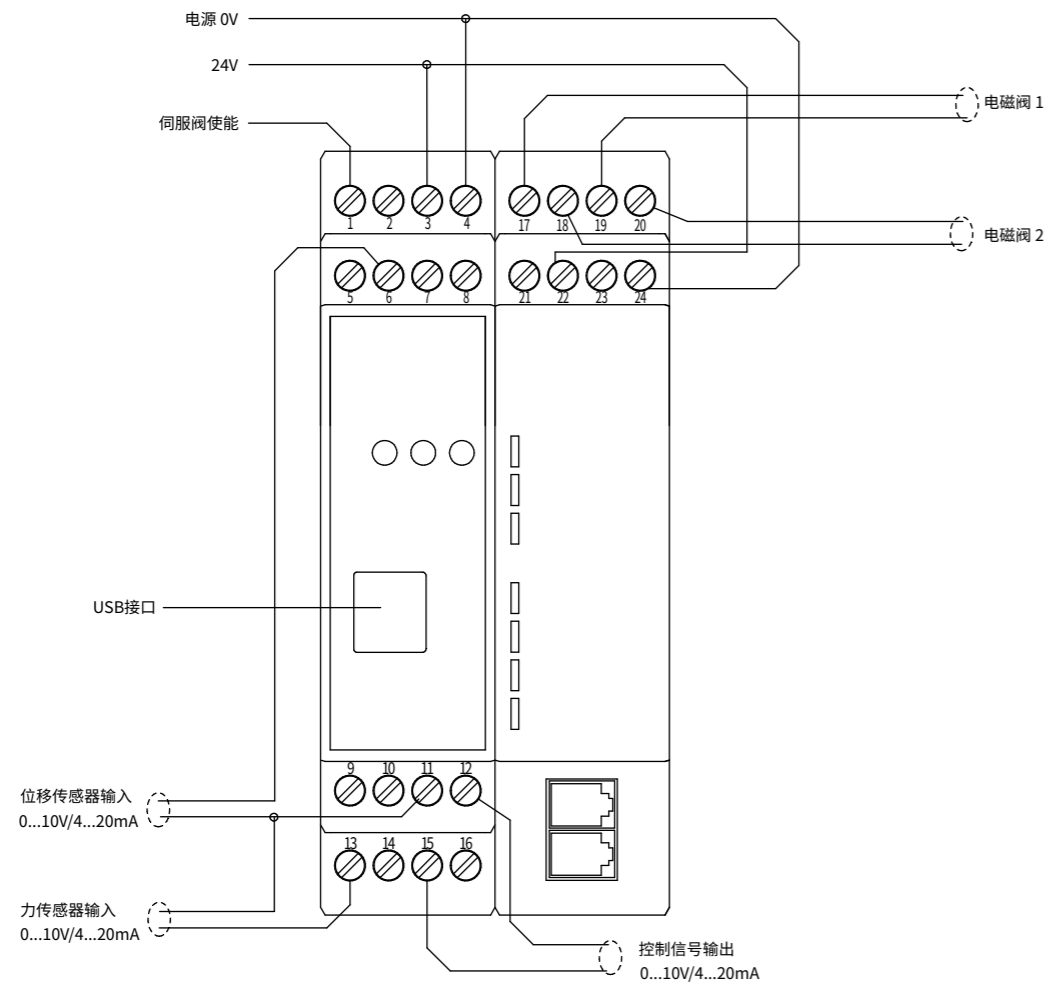 电源 0V
24V
电磁阀 1
伺服阀使能
1 2 3 4 17 18 19 20
电磁阀 2
5 6 7 8 21 22 23 24
USB接口
9 10 11 12
位移传感器输入
0...10V/4...20mA
13 14 15 16
力传感器输入
0...10V/4...20mA
控制信号输出
0...10V/4...20mA